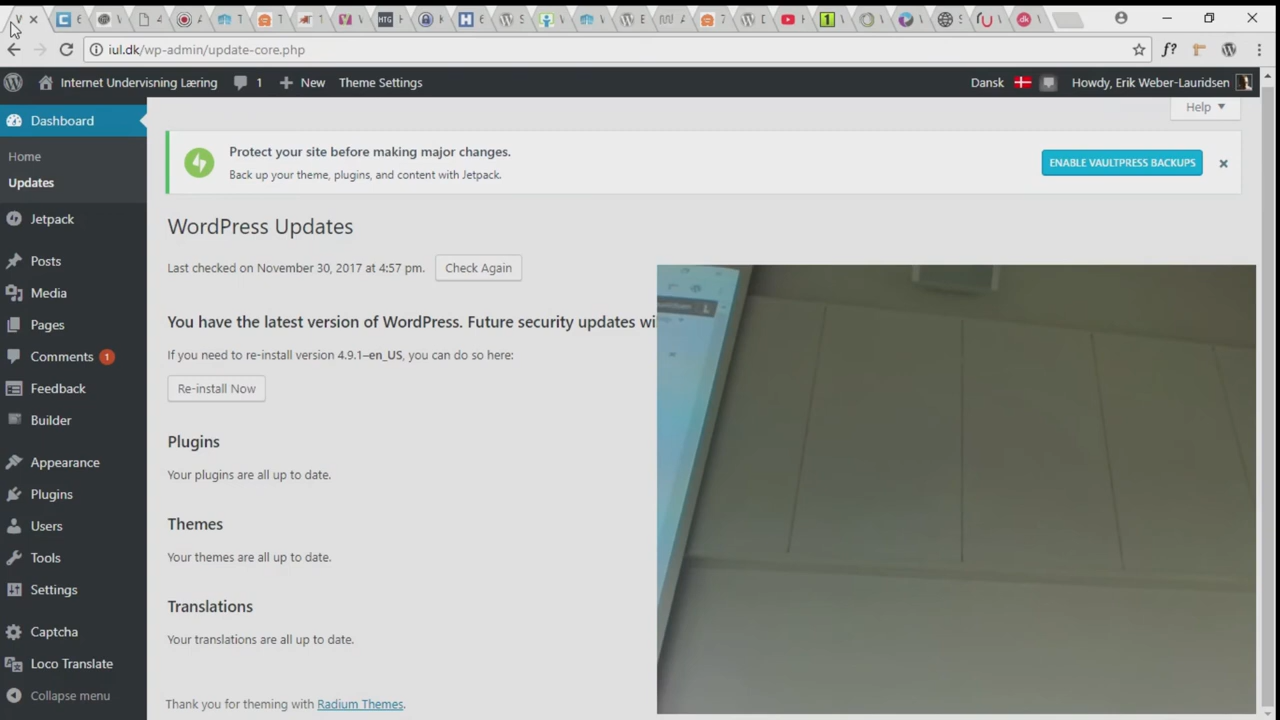 V
iul.dk/wp-admin/update-core.php
f?
Internet Undervisning Læring 1 New Theme Settings
Dansk Howdy, Erik Weber-Lauridsen
Dashboard
Home
Updates
Jetpack
Posts
Media
Pages
Comments 1
Feedback
Builder
Appearance
Plugins
Users
Tools
Settings
Captcha
Loco Translate
Collapse menu
Help
Protect your site before making major changes.
Back up your theme, plugins, and content with Jetpack.
ENABLE VAULTPRESS BACKUPS
WordPress Updates
Last checked on November 30, 2017 at 4:57 pm. Check Again
You have the latest version of WordPress. Future security updates wi
If you need to re-install version 4.9.1–en_US, you can do so here:
Re-install Now
Plugins
Your plugins are all up to date.
Themes
Your themes are all up to date.
Translations
Your translations are all up to date.
Thank you for theming with Radium Themes.